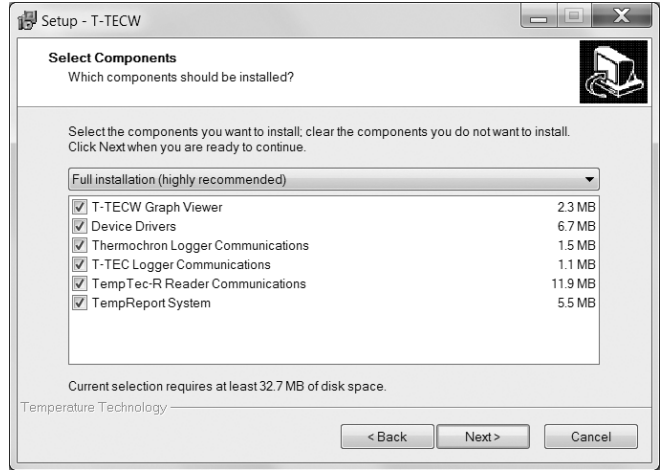 Setup - T-TECW
Select Components
Which components should be installed?
Select the components you want to install; clear the components you do not want to install.
Click Next when you are ready to continue.
Full installation (highly recommended)
T-TECW Graph Viewer 2.3 MB
Device Drivers 6.7 MB
Thermochron Logger Communications 1.5 MB
T-TEC Logger Communications 1.1 MB
TempTec-R Reader Communications 11.9 MB
TempReport System 5.5 MB
Current selection requires at least 32.7 MB of disk space.
Temperature Technology
< Back Next > Cancel